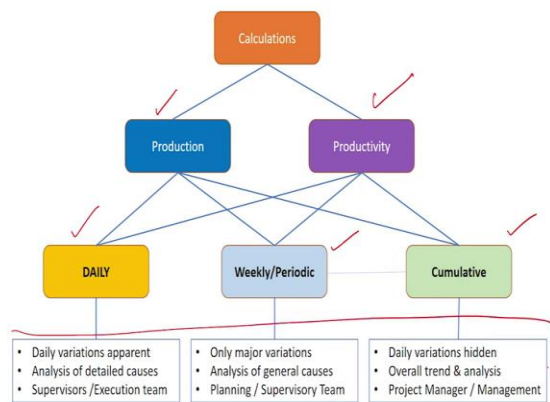 Calculations
Production
Productivity
DAILY
Weekly/Periodic
Cumulative
• Daily variations apparent
• Analysis of detailed causes
• Supervisors /Execution team
• Only major variations
• Analysis of general causes
• Planning / Supervisory Team
• Daily variations hidden
• Overall trend & analysis
• Project Manager / Management